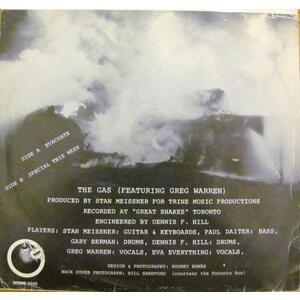 SIDE A EVACUATE
SIDE B SPECIAL THIS WEEK
THE GAS (FEATURING GREG WARREN)
PRODUCED BY STAN MEISSNER FOR TRINE MUSIC PRODUCTIONS
RECORDED AT "GREAT SHAKES" TORONTO
ENGINEERED BY DENNIS F. HILL
PLAYERS: STAN MEISSNER: GUITAR & KEYBOARDS, PAUL DAITER: BASS,
GARY BERMAN: DRUMS, DENNIS F. HILL: DRUMS,
GREG WARREN: VOCALS, EVA EVERYTHING: VOCALS
DESIGN & PHOTOGRAPHY: RODNEY BOWES
BACK COVER PHOTOGRAPH: BILL SANDFORD (courtesy the Toronto Sun)